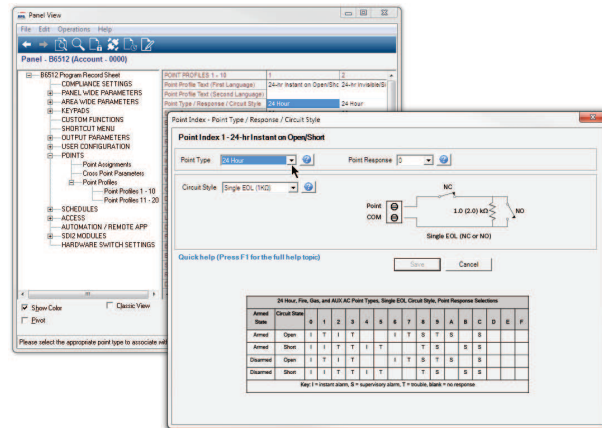 Panel View
File Edit Operations Help
Panel - B6512 (Account - 0000)
B6512 Program Record Sheet
COMPLIANCE SETTINGS
PANEL WIDE PARAMETERS
AREA WIDE PARAMETERS
KEYPADS
CUSTOM FUNCTIONS
SHORTCUT MENU
OUTPUT PARAMETERS
USER CONFIGURATION
POINTS
Point Assignments
Cross Point Parameters
Point Profiles
Point Profiles 1 - 10
Point Profiles 11 - 20
SCHEDULES
ACCESS
AUTOMATION / REMOTE APP
SDI2 MODULES
HARDWARE SWITCH SETTINGS
POINT PROFILES 1 - 10 1 2
Point Profile Text (First Language) 24-hr Instant on Open/Sho 24-hr Invisible/Si
Point Profile Text (Second Language)
Point Type / Response / Circuit Style 24 Hour 24 Hour
Show Color Classic View
Pivot
Please select the appropriate point type to associate wit
Point Index - Point Type / Response / Circuit Style
Point Index 1 - 24-hr Instant on Open/Short
Point Type 24 Hour Point Response 0
Circuit Style Single EOL (1KΩ)
NC
Point
COM
1.0 (2.0) kΩ
NO
Single EOL (NC or NO)
Quick help (Press F1 for the full help topic)
Save Cancel
24 Hour, Fire, Gas, and AUX AC Point Types, Single EOL Circuit Style, Point Response Selections
Armed State Circuit State 0 1 2 3 4 5 6 7 8 9 A B C D E F
Armed Open I T I T I T S T S S
Armed Short I I T T I T T S S S
Disarmed Open I T I T I T S T S S
Disarmed Short I I T T I T T S S S
Key: I = instant alarm, S = supervisory alarm, T = trouble, blank = no response